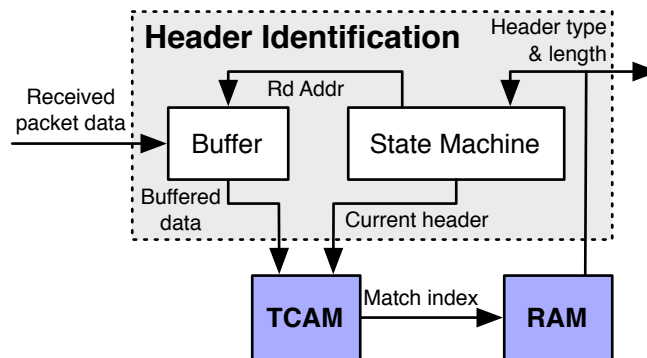 Header Identification
Header type
& length
Received
packet data
Rd Addr
Buffer
State Machine
Buffered
data
Current header
TCAM
Match index
RAM